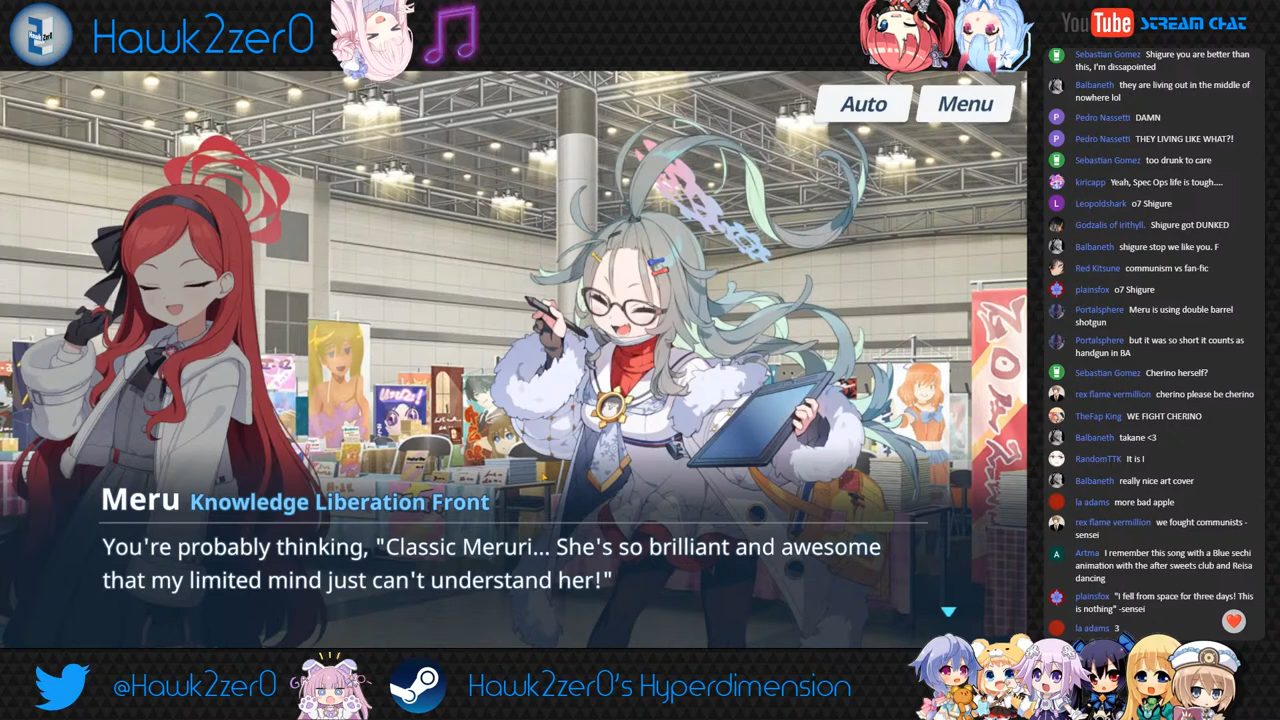 Hawk2zer0
You Tube STREAM CHAT
Auto
Menu
Sebastian Gomez Shigure you are better than
this, I'm dissapointed
Balbaneth they are living out in the middle of
nowhere lol
Pedro Nassetti DAMN
Pedro Nassetti THEY LIVING LIKE WHAT?!
Sebastian Gomez too drunk to care
kiricapp Yeah, Spec Ops life is tough....
Leopoldshark o7 Shigure
Godzalis of Irithyll. Shigure got DUNKED
Balbaneth shigure stop we like you. F
Red Kitsune communism vs fan-fic
plainsfox o7 Shigure
Portalsphere Meru is using double barrel
shotgun
Portalsphere but it was so short it counts as
handgun in BA
Sebastian Gomez Cherino herself?
rex flame vermillion cherino please be cherino
TheFap King WE FIGHT CHERINO
Balbaneth takane <3
RandomTTK It is !
Balbaneth really nice art cover
la adams more bad apple
rex flame vermillion we fought communists -
sensei
Artma I remember this song with a Blue sechi
animation with the after sweets club and Reisa
dancing
plainsfox "I fell from space for three days! This
is nothing" -sensei
la adams 3
Meru Knowledge Liberation Front
You're probably thinking, "Classic Meruri... She's so brilliant and awesome
that my limited mind just can't understand her!"
@Hawk2zer0
Hawk2zer0's Hyperdimension